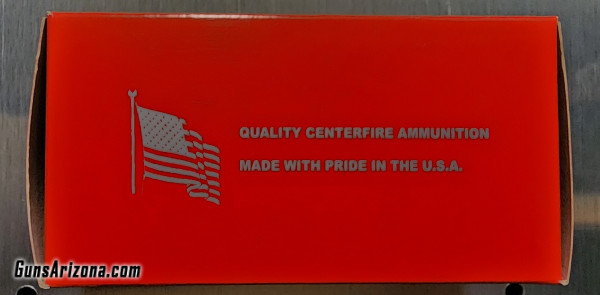 QUALITY CENTERFIRE AMMUNITION
MADE WITH PRIDE IN THE U.S.A.
GunsArizona.com